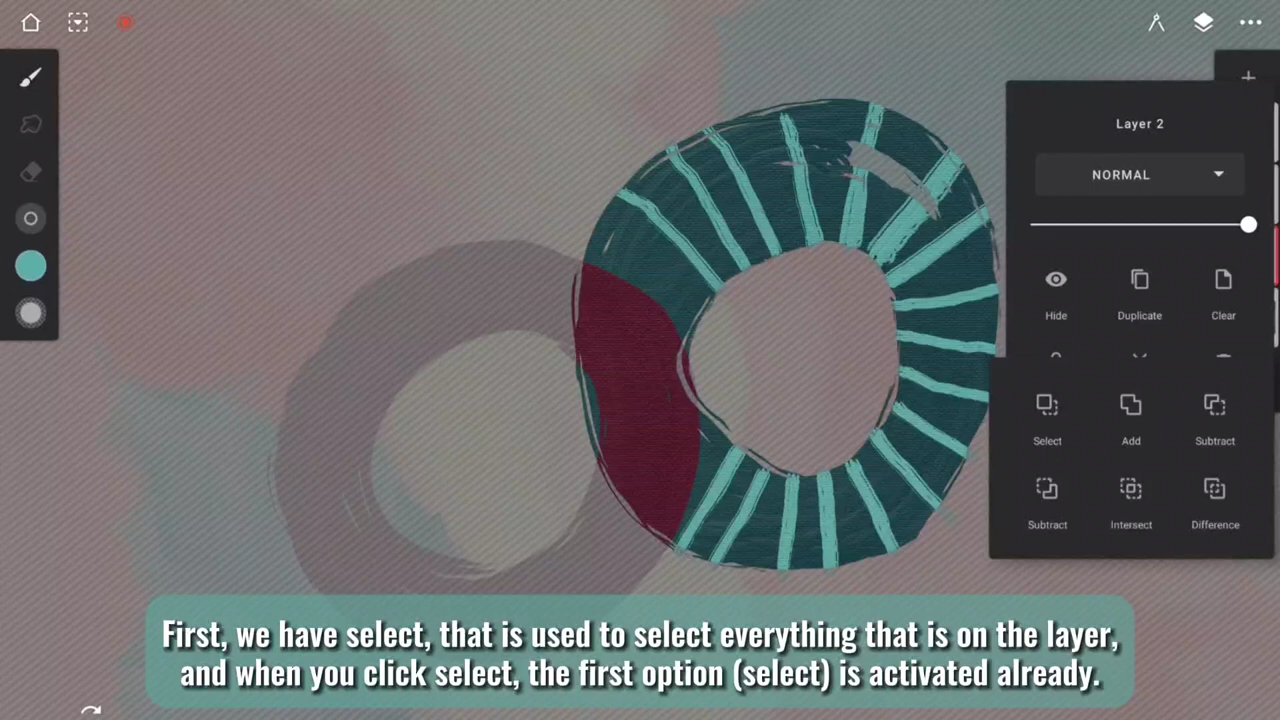 Layer 2
NORMAL
Hide Duplicate Clear
Select Add Subtract
Subtract Intersect Difference
First, we have select, that is used to select everything that is on the layer,
and when you click select, the first option (select) is activated already.